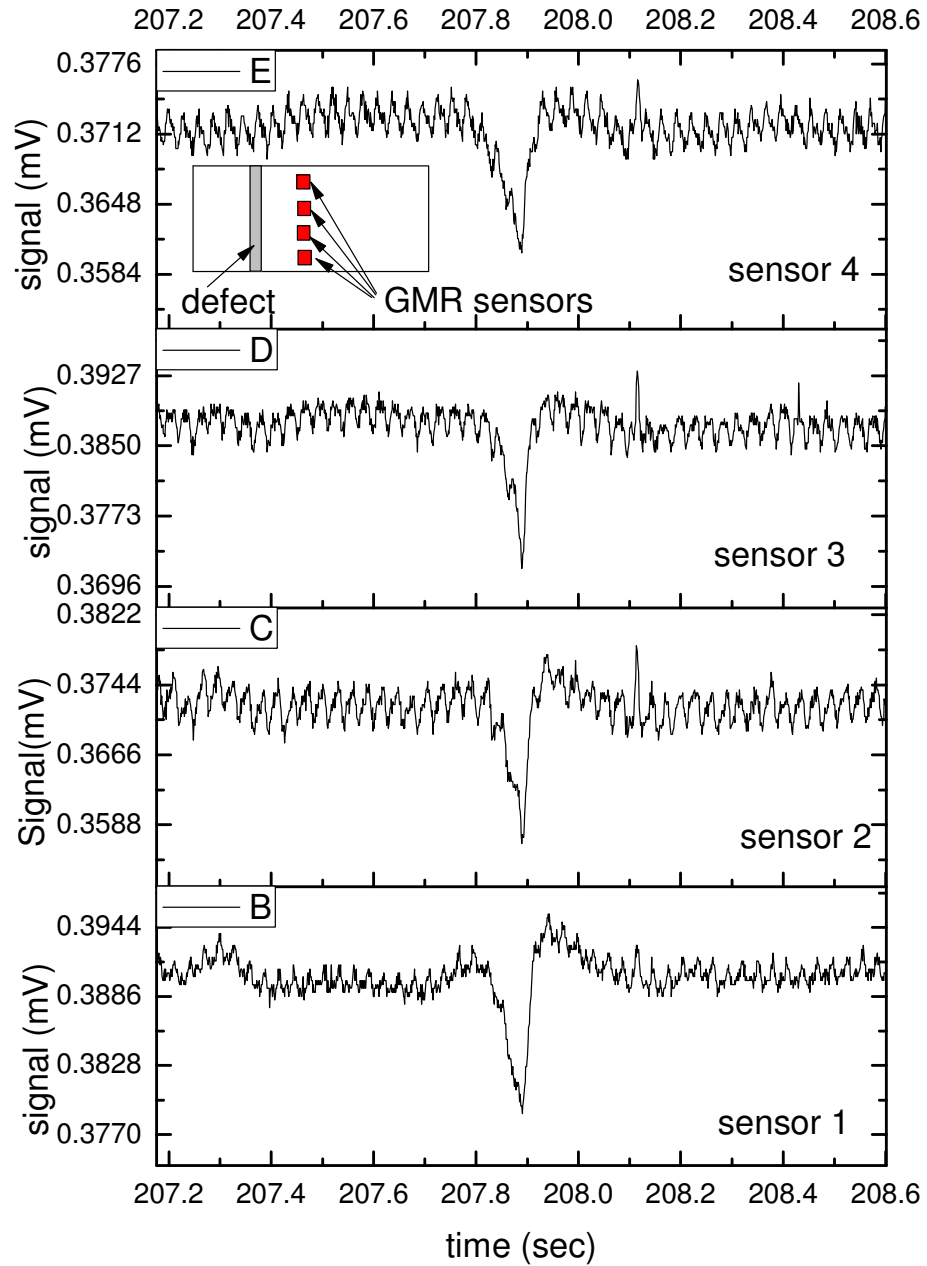 207.2 207.4 207.6 207.8 208.0 208.2 208.4 208.6
E
0.3776
0.3712
0.3648
0.3584
signal (mV)
defect
GMR sensors
sensor 4
D
0.3927
0.3850
0.3773
0.3696
signal (mV)
sensor 3
C
0.3822
0.3744
0.3666
0.3588
Signal(mV)
sensor 2
B
0.3944
0.3886
0.3828
0.3770
signal (mV)
sensor 1
207.2 207.4 207.6 207.8 208.0 208.2 208.4 208.6
time (sec)